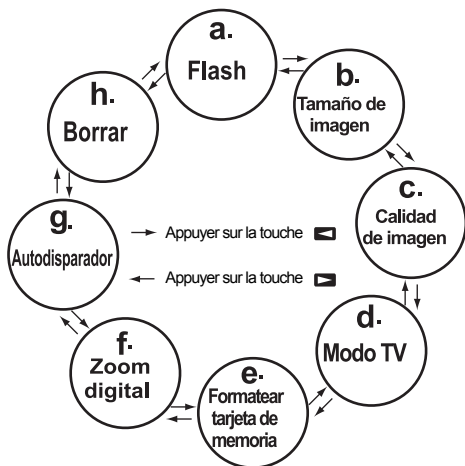 a.
Flash
b.
Tamaño de
imagen
c.
Calidad
de imagen
d.
Modo TV
e.
Formatear
tarjeta de
memoria
f.
Zoom
digital
g.
Autodisparador
h.
Borrar
Appuyer sur la touche
Appuyer sur la touche